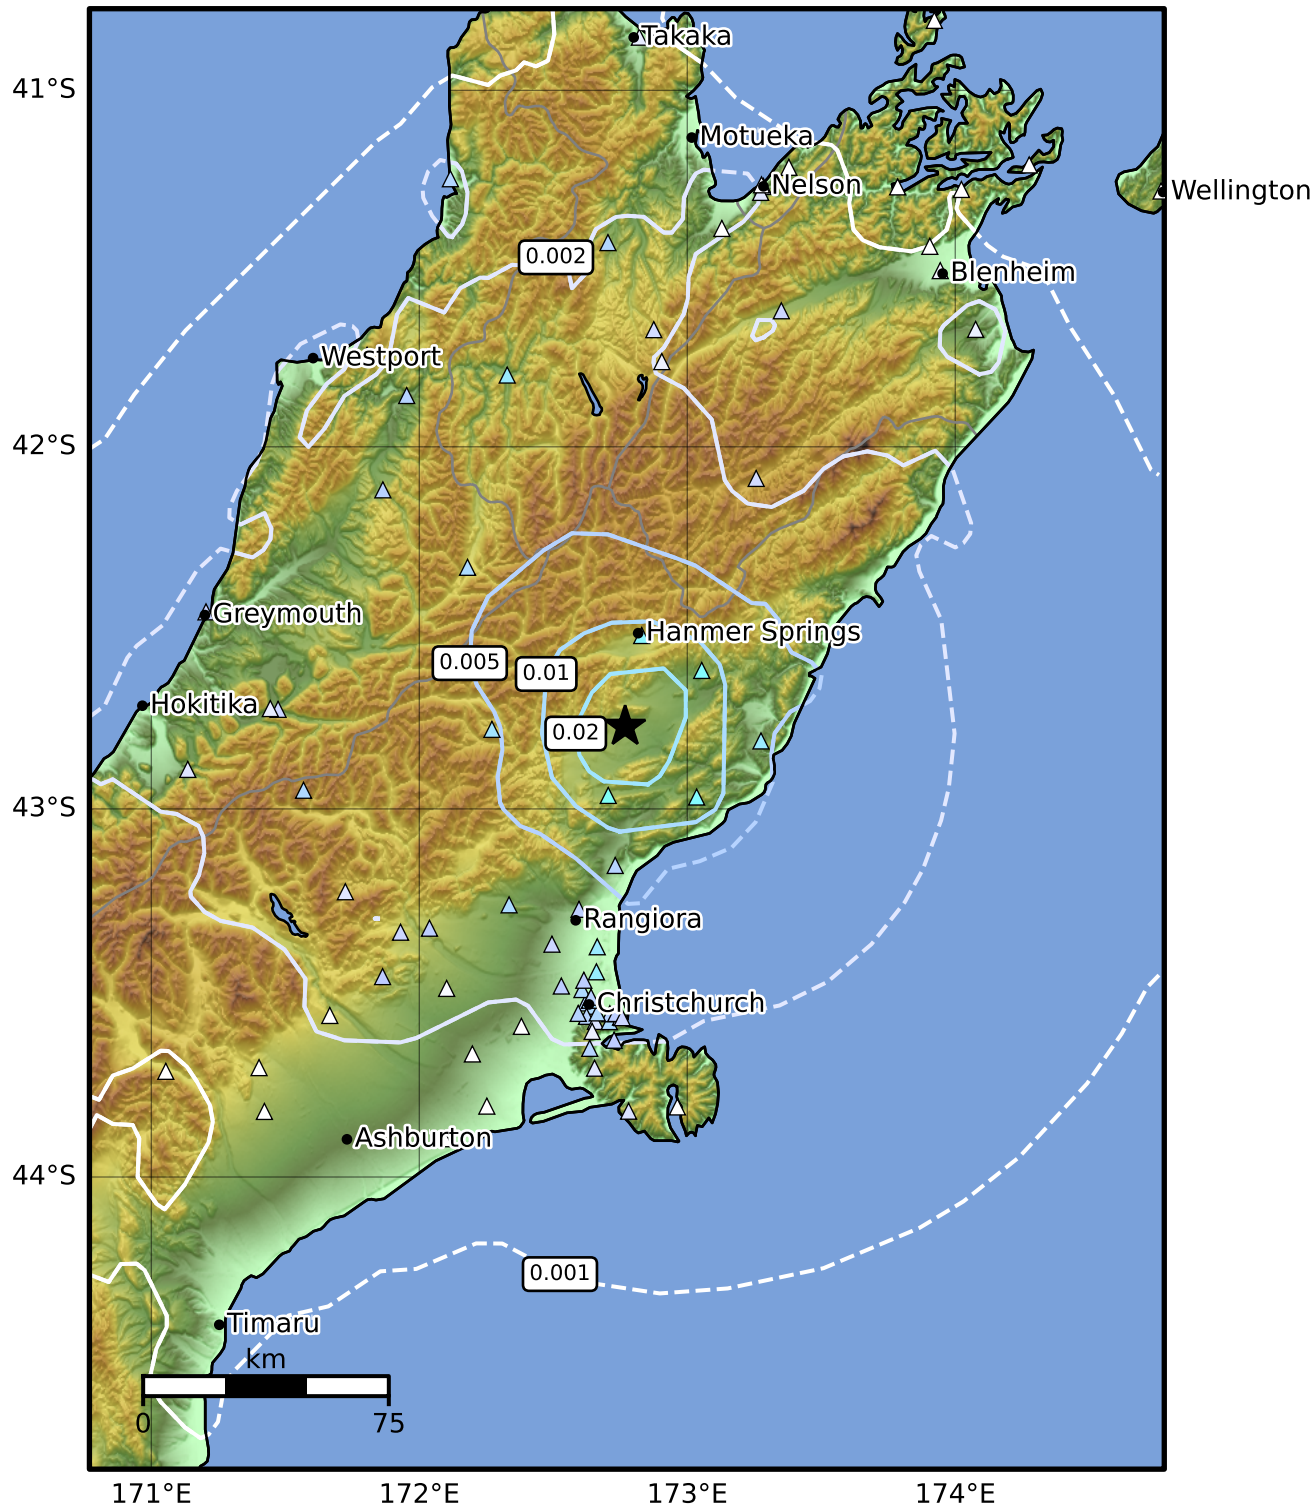 Takaka
41°S
Motueka
Nelson
Wellington
0.002
Blenheim
Westport
42°S
Greymouth
Hanmer Springs
0.005
0.01
Hokitika
0.02
43°S
Rangiora
Christchurch
Ashburton
44°S
0.001
Timaru
km
0
75
171°E
172°E
173°E
174°E